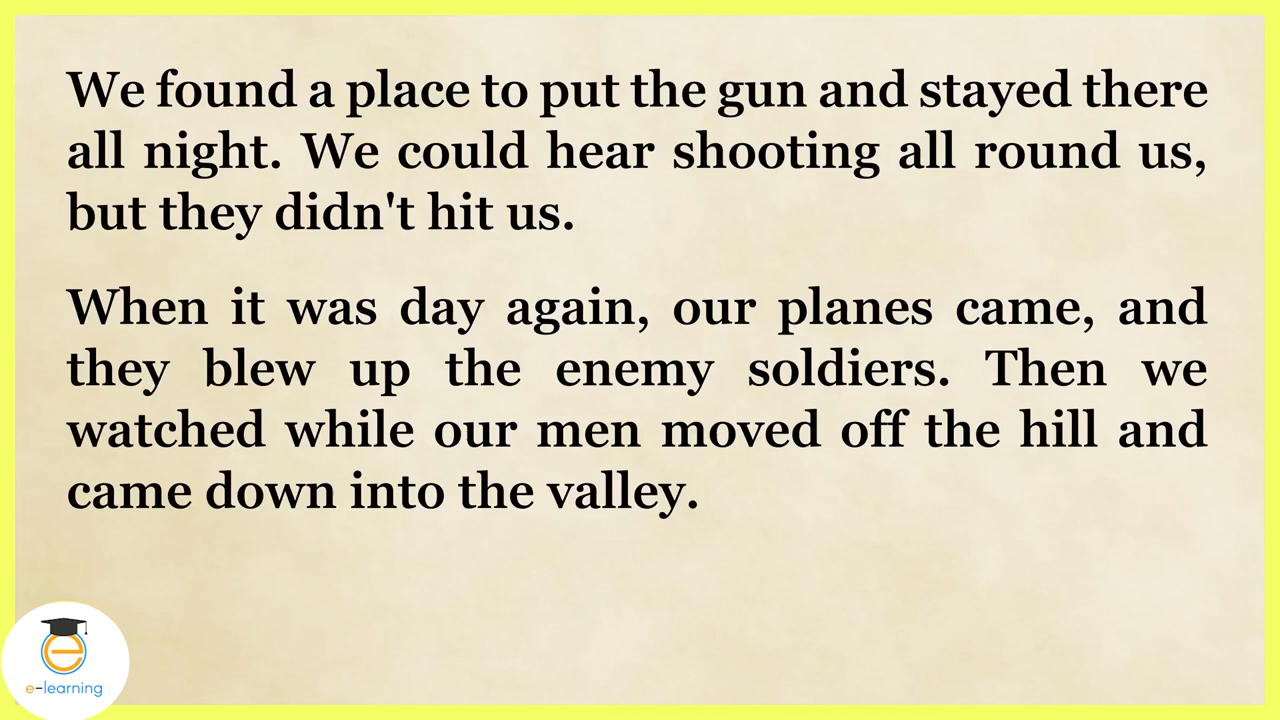 We found a place to put the gun and stayed there
all night. We could hear shooting all round us,
but they didn't hit us.
When it was day again, our planes came, and
they blew up the enemy soldiers. Then we
watched while our men moved off the hill and
came down into the valley.
e-learning